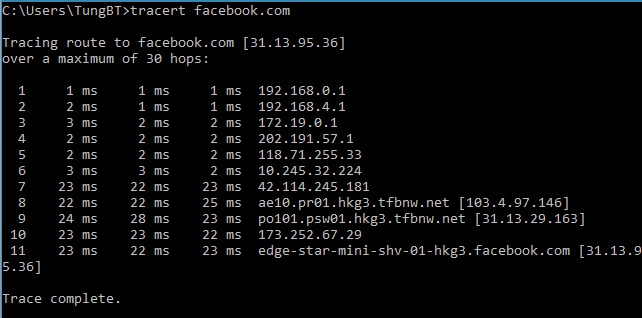 C:\Users\TungBT>tracert facebook.com
Tracing route to facebook.com [31.13.95.36]
over a maximum of 30 hops:
1 1 ms 1 ms 1 ms 192.168.0.1
2 2 ms 1 ms 1 ms 192.168.4.1
3 3 ms 2 ms 2 ms 172.19.0.1
4 2 ms 2 ms 2 ms 202.191.57.1
5 2 ms 2 ms 2 ms 118.71.255.33
6 3 ms 3 ms 2 ms 10.245.32.224
7 23 ms 22 ms 23 ms 42.114.245.181
8 22 ms 22 ms 25 ms ae10.pr01.hkg3.tfbnw.net [103.4.97.146]
9 24 ms 28 ms 23 ms po101.psw01.hkg3.tfbnw.net [31.13.29.163]
10 23 ms 23 ms 22 ms 173.252.67.29
11 23 ms 22 ms 23 ms edge-star-mini-shv-01-hkg3.facebook.com [31.13.9
5.36]
Trace complete.